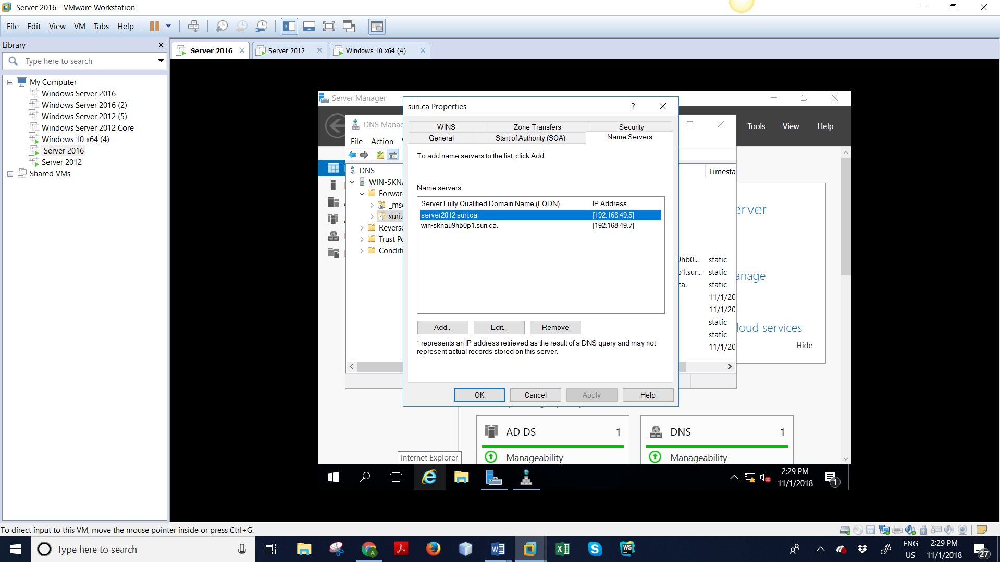 Server 2016 - VMware Workstation
File Edit View VM Tabs Help
Library
Type here to search
My Computer
Windows Server 2016
Windows Server 2016 (2)
Windows Server 2012 (5)
Windows Server 2012 Core
Windows 10 x64 (4)
Server 2016
Server 2012
Shared VMs
Server 2016
Server 2012
Windows 10 x64 (4)
Server Manager
Tools View Help
DNS Manag
File Action
DNS
WIN-SKNA
Forwar
_ms
suri.
Reverse
Trust Po
Conditi
suri.ca Properties
?
WINS Zone Transfers Security
General Start of Authority (SOA) Name Servers
To add name servers to the list, click Add.
Name servers:
Server Fully Qualified Domain Name (FQDN) IP Address
server2012.suri.ca. [192.168.49.5]
win-sknau9hb0p1.suri.ca. [192.168.49.7]
Add... Edit... Remove
* represents an IP address retrieved as the result of a DNS query and may not
represent actual records stored on this server.
OK Cancel Apply Help
Timesta
9hb0... static
p1.sur... static
ca. static
11/1/20
11/1/20
static
static
11/1/20
erver
anage
loud services
Hide
AD DS 1
Manageability
DNS 1
Manageability
Internet Explorer
2:29 PM
11/1/2018
1
To direct input to this VM, move the mouse pointer inside or press Ctrl+G.
Type here to search
ENG
US
2:29 PM
11/1/2018
27